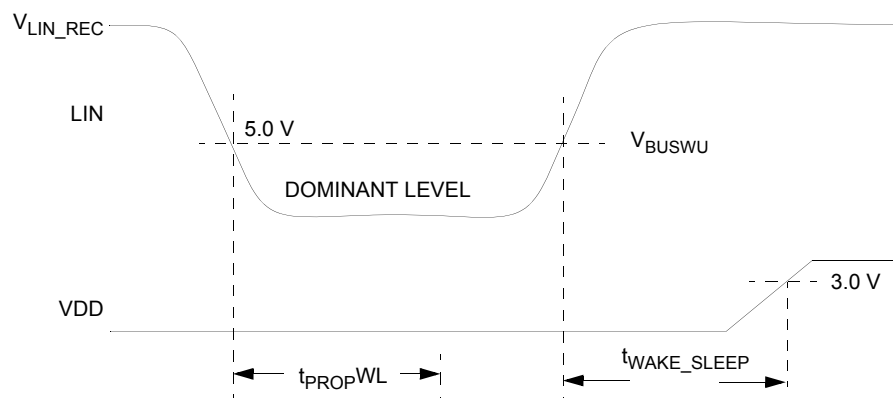 VLIN_REC
LIN
5.0 V
VBUSWU
DOMINANT LEVEL
3.0 V
VDD
tPROPWL
tWAKE_SLEEP